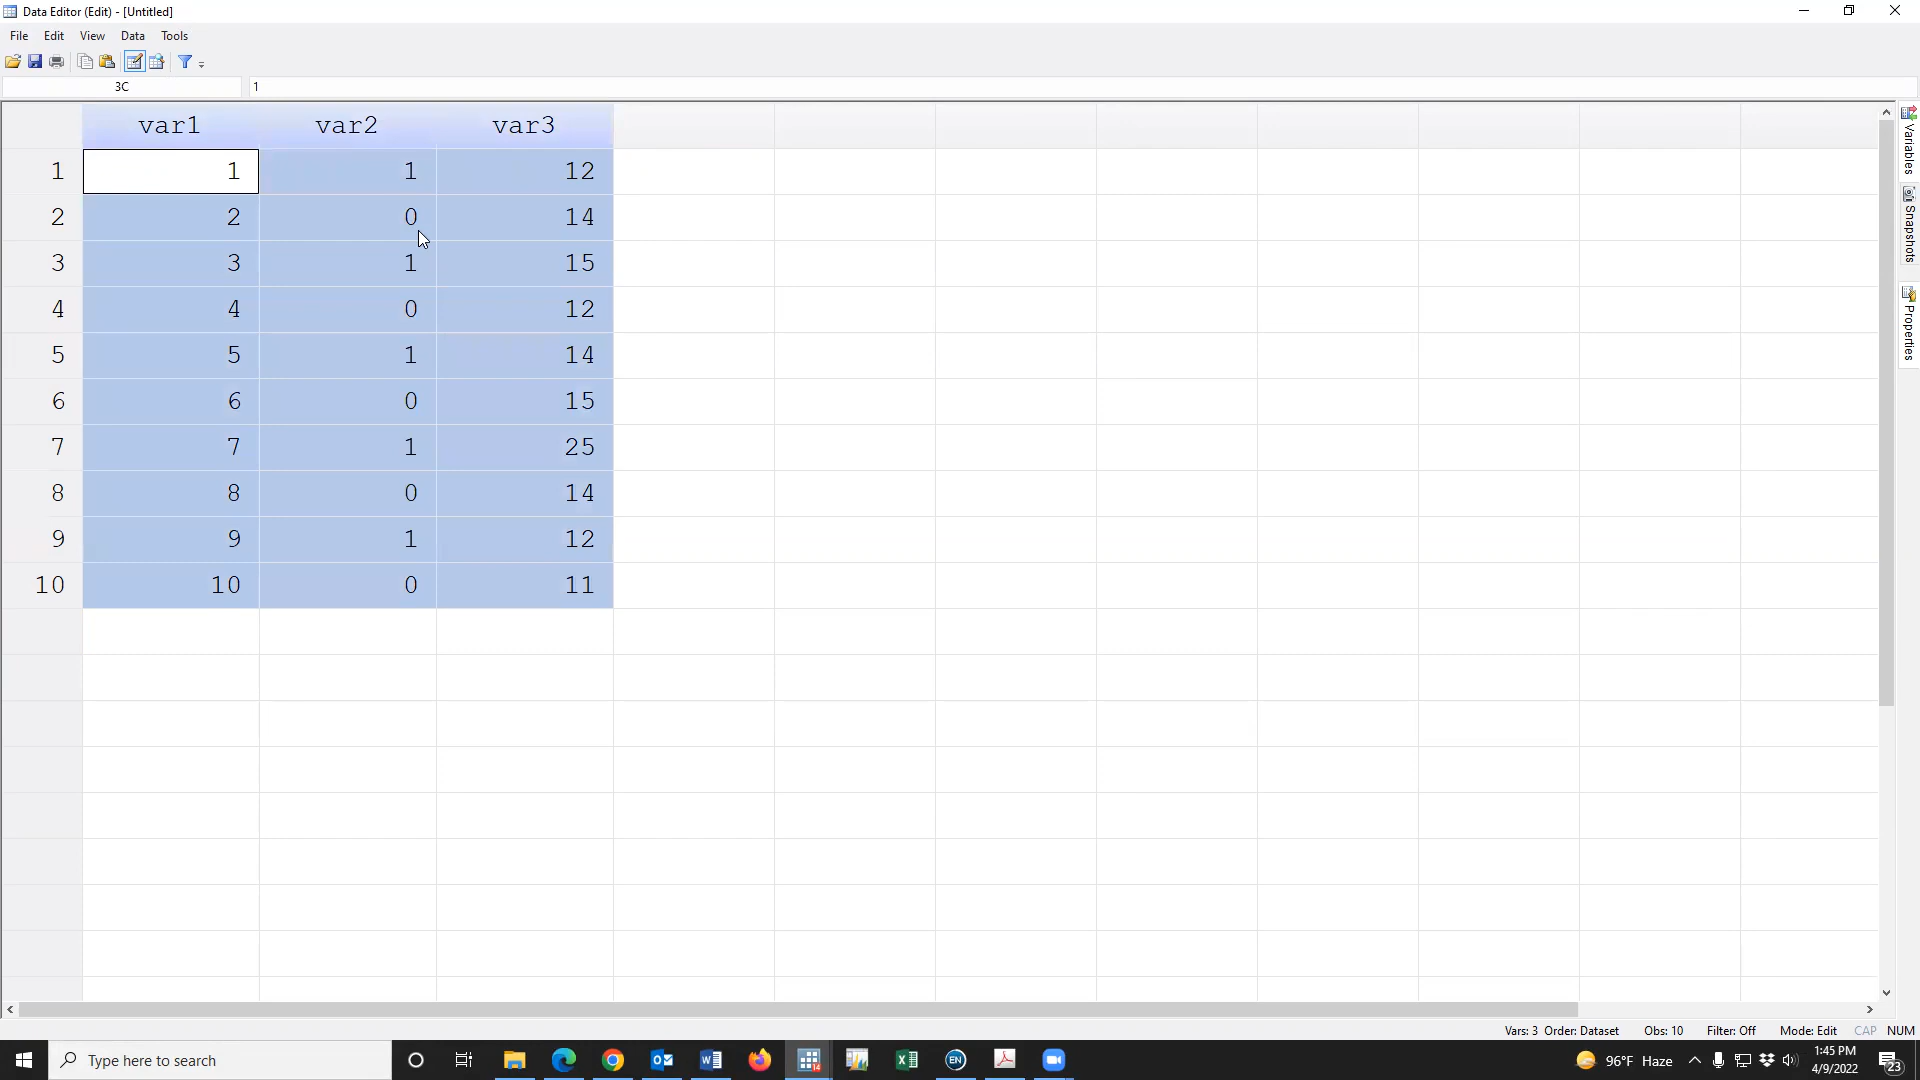 Data Editor (Edit) - [Untitled]
File Edit View Data Tools
3C 1
var1 var2 var3
1 1 1 12
2 2 0 14
3 3 1 15
4 4 0 12
5 5 1 14
6 6 0 15
7 7 1 25
8 8 0 14
9 9 1 12
10 10 0 11
Variables
Snapshots
Properties
Vars: 3 Order: Dataset Obs: 10 Filter: Off Mode: Edit CAP NUM
Type here to search
14
EN
96°F Haze
1:45 PM
4/9/2022
23